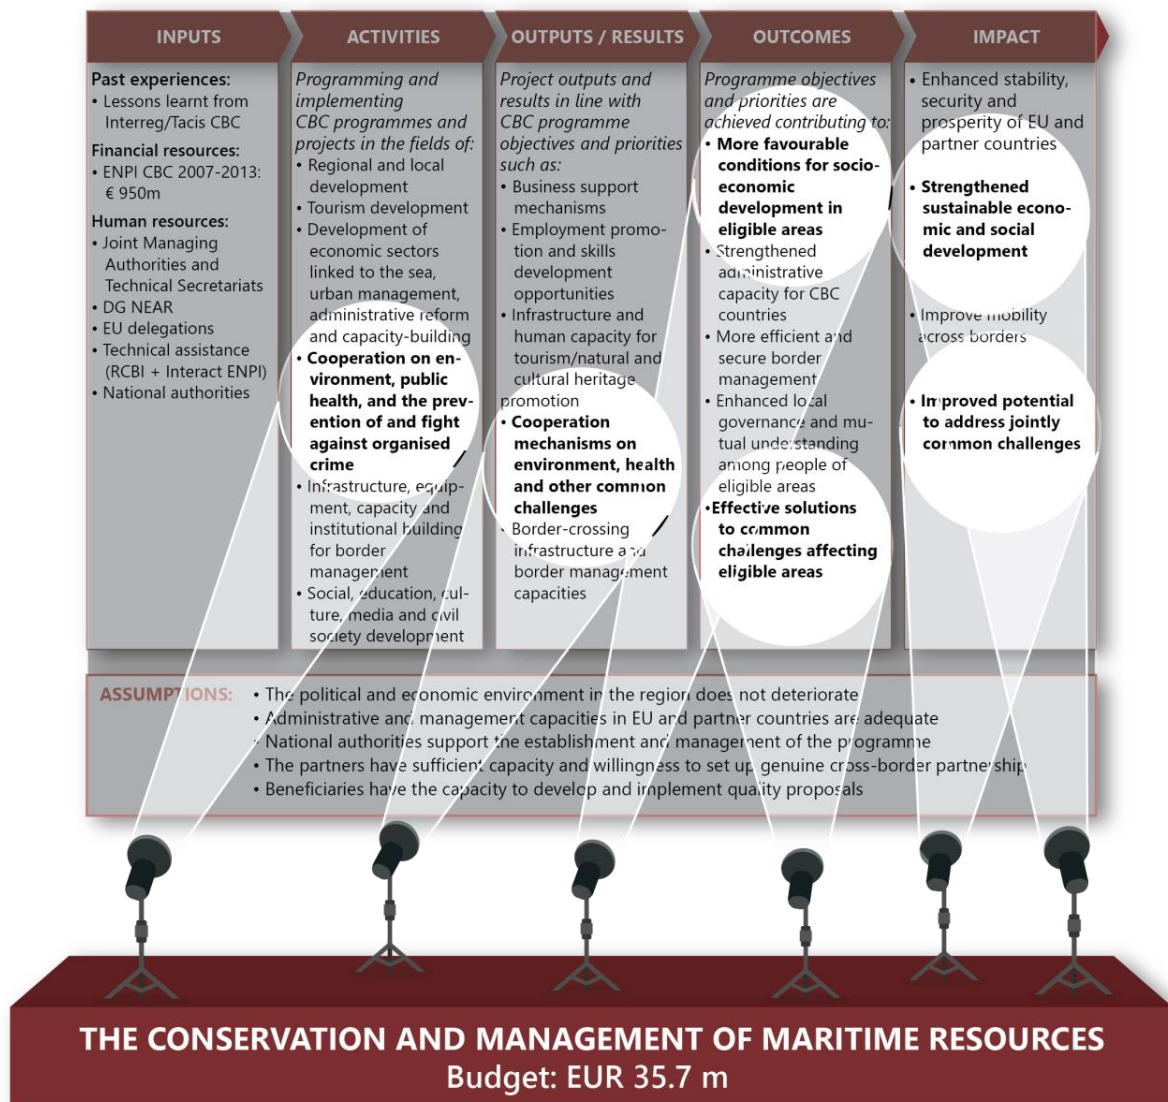 INPUTS
ACTIVITIES
OUTPUTS / RESULTS
OUTCOMES
IMPACT
Past experiences:
• Lessons learnt from
Interreg/Tacis CBC
Financial resources:
• ENPI CBC 2007-2013:
€ 950m
Human resources:
• Joint Managing
Authorities and
Technical Secretariats
• DG NEAR
• EU delegations
• Technical assistance
(RCBI + Interact ENPI)
• National authorities
Programming and
implementing
CBC programmes and
projects in the fields of:
• Regional and local
development
• Tourism development
• Development of
economic sectors
linked to the sea,
urban management,
administrative reform
and capacity-building
• Cooperation on en-
vironment, public
health, and the prev-
ention of and fight
against organised
crime
• Infrastructure, equip-
ment, capacity and
institutional building
for border
management
• Social, education, cul-
ture, media and civil
society development
Project outputs and
results in line with
CBC programme
objectives and priorities
such as:
• Business support
mechanisms
• Employment promo-
tion and skills
development
opportunities
• Infrastructure and
human capacity for
tourism/natural and
cultural heritage
promotion
• Cooperation
mechanisms on
environment, health
and other common
challenges
• Border-crossing
infrastructure and
border management
capacities
Programme objectives
and priorities are
achieved contributing to:
• More favourable
conditions for socio-
economic
development in
eligible areas
• Strengthened
administrative
capacity for CBC
countries
• More efficient and
secure border
management
• Enhanced local
governance and mu-
tual understanding
among people of
eligible areas
•Effective solutions
to common
challenges affecting
eligible areas
• Enhanced stability,
security and
prosperity of EU and
partner countries
• Strengthened
sustainable econo-
mic and social
development
• Improve mobility
across borders
• Improved potential
to address jointly
common challenges
ASSUMPTIONS:
• The political and economic environment in the region does not deteriorate
• Administrative and management capacities in EU and partner countries are adequate
• National authorities support the establishment and management of the programme
• The partners have sufficient capacity and willingness to set up genuine cross-border partnership
• Beneficiaries have the capacity to develop and implement quality proposals
THE CONSERVATION AND MANAGEMENT OF MARITIME RESOURCES
Budget: EUR 35.7 m